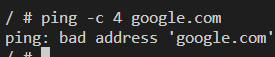 / # ping -c 4 google.com
ping: bad address 'google.com'
/ #